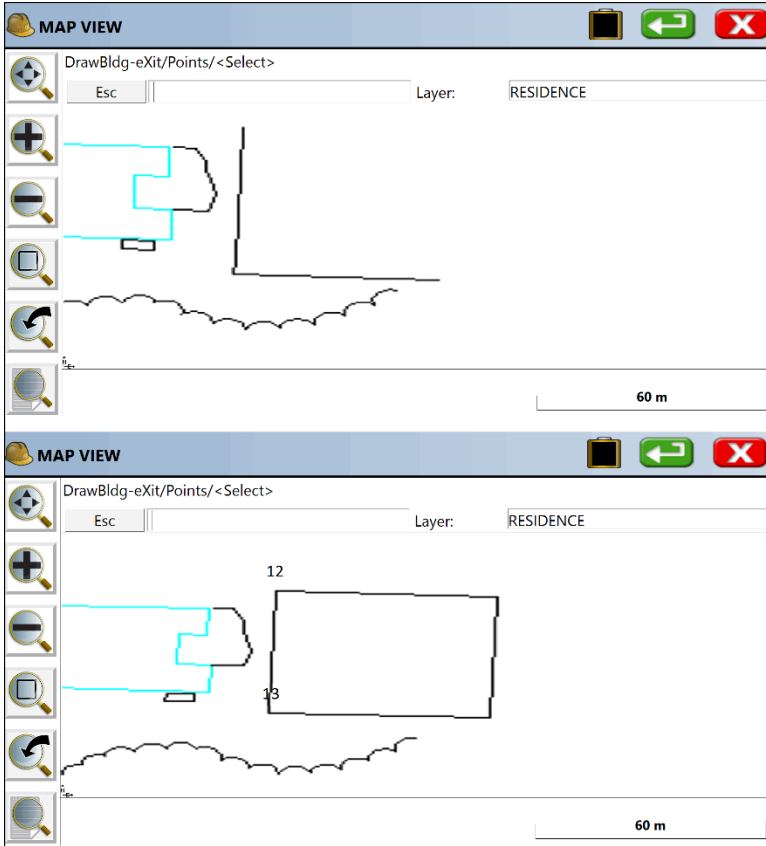 MAP VIEW
DrawBldg-eXit/Points/<Select>
Esc
Layer:
RESIDENCE
60 m
MAP VIEW
DrawBldg-eXit/Points/<Select>
Esc
Layer:
RESIDENCE
12
13
60 m